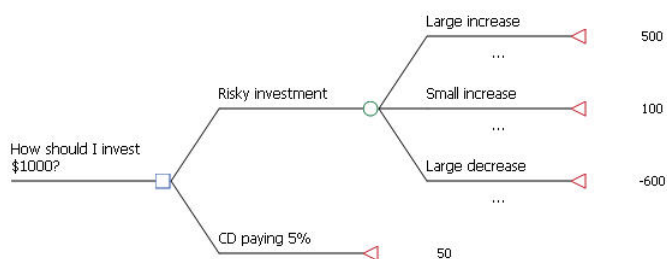 Large increase
500
...
Risky investment
Small increase
100
...
How should I invest
$1000?
Large decrease
-600
...
CD paying 5%
50